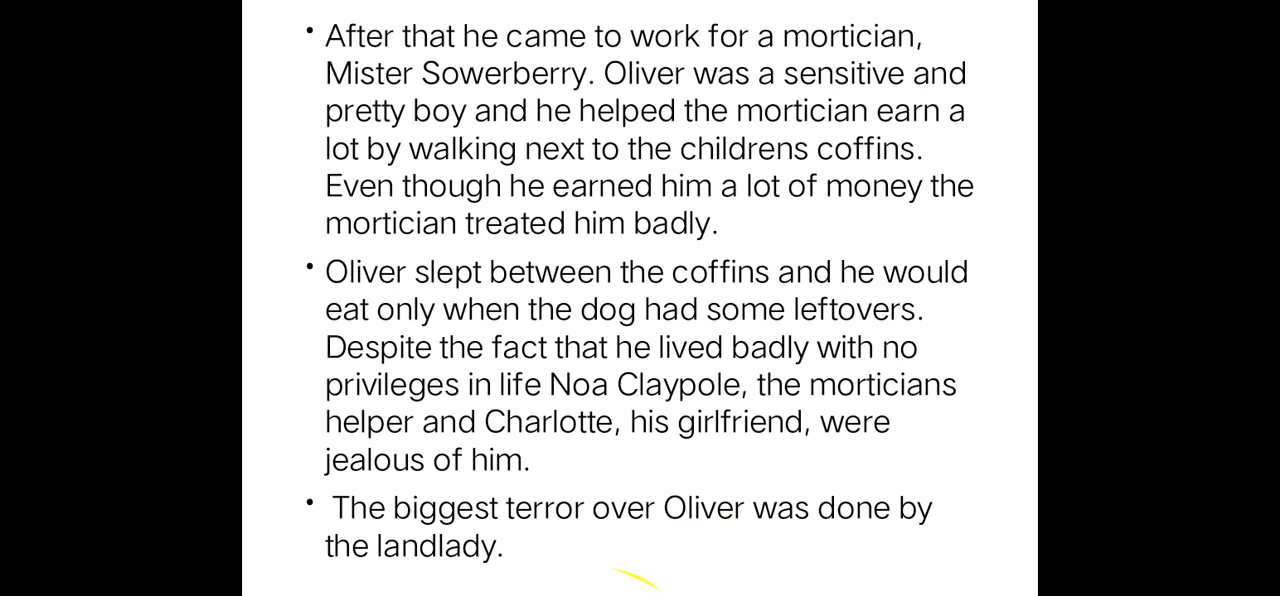 • After that he came to work for a mortician,
Mister Sowerberry. Oliver was a sensitive and
pretty boy and he helped the mortician earn a
lot by walking next to the childrens coffins.
Even though he earned him a lot of money the
mortician treated him badly.
• Oliver slept between the coffins and he would
eat only when the dog had some leftovers.
Despite the fact that he lived badly with no
privileges in life Noa Claypole, the morticians
helper and Charlotte, his girlfriend, were
jealous of him.
• The biggest terror over Oliver was done by
the landlady.